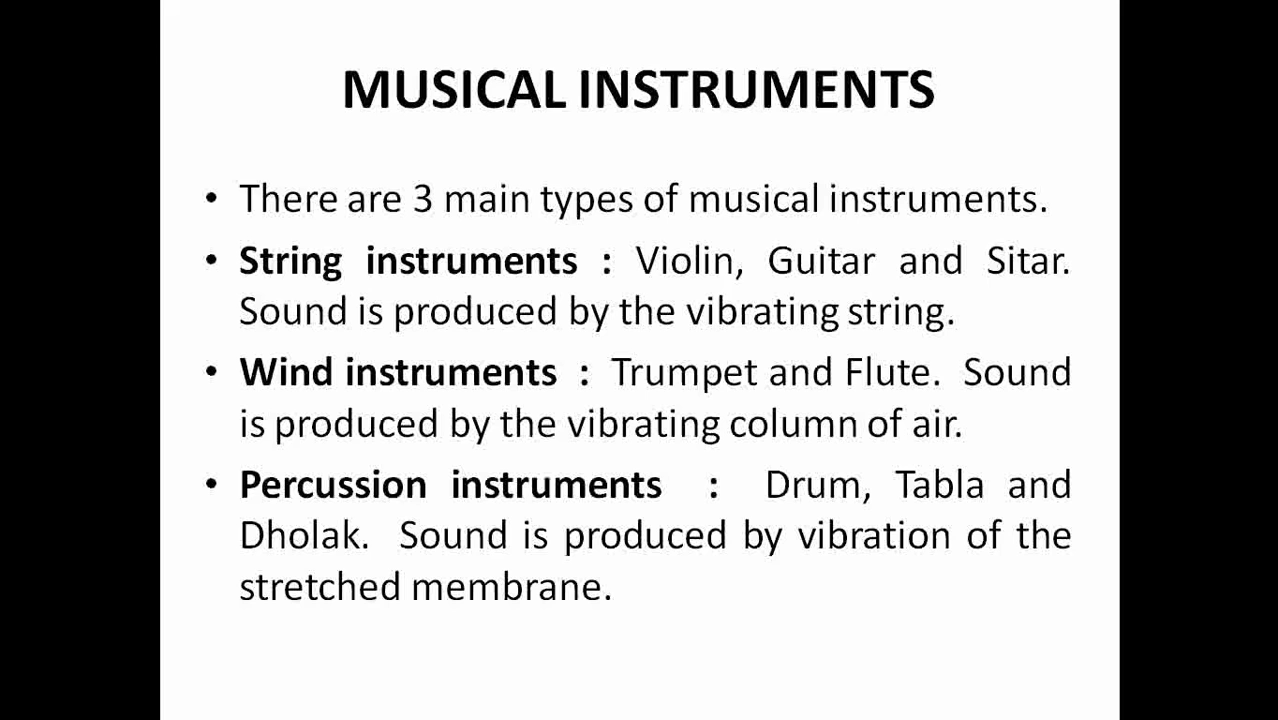 MUSICAL INSTRUMENTS
• There are 3 main types of musical instruments.
• String instruments : Violin, Guitar and Sitar.
Sound is produced by the vibrating string.
• Wind instruments : Trumpet and Flute. Sound
is produced by the vibrating column of air.
• Percussion instruments : Drum, Tabla and
Dholak. Sound is produced by vibration of the
stretched membrane.